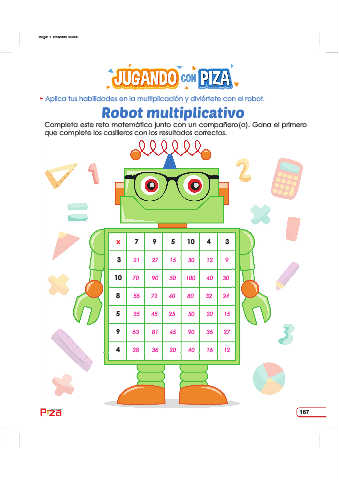 JUGANDO CON PIZA
Aplica tus habilidades en la multiplicación y diviértete con el robot.
Robot multiplicativo
Completa este reto matemático junto con un compañero(a). Gana el primero
que complete los casilleros con los resultados correctos.
1
2
x 7 9 5 10 4 3
3 21 27 15 30 12 9
10 70 90 50 100 40 30
8 56 72 40 80 32 24
5 35 45 25 50 20 15
9 63 81 45 90 36 27
4 28 36 20 40 16 12
3
167